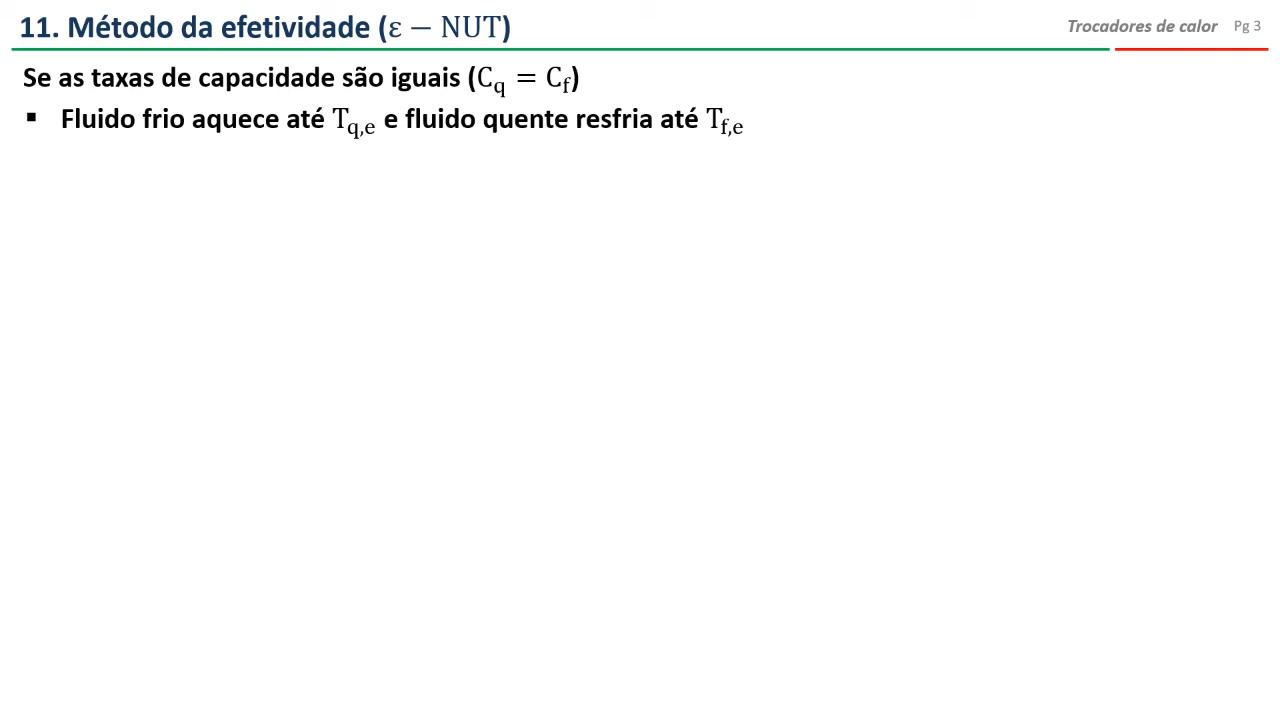 11. Método da efetividade (ε − NUT)
Trocadores de calor Pg 3
Se as taxas de capacidade são iguais (Cq = Cf)
▪ Fluido frio aquece até Tq,e e fluido quente resfria até Tf,e